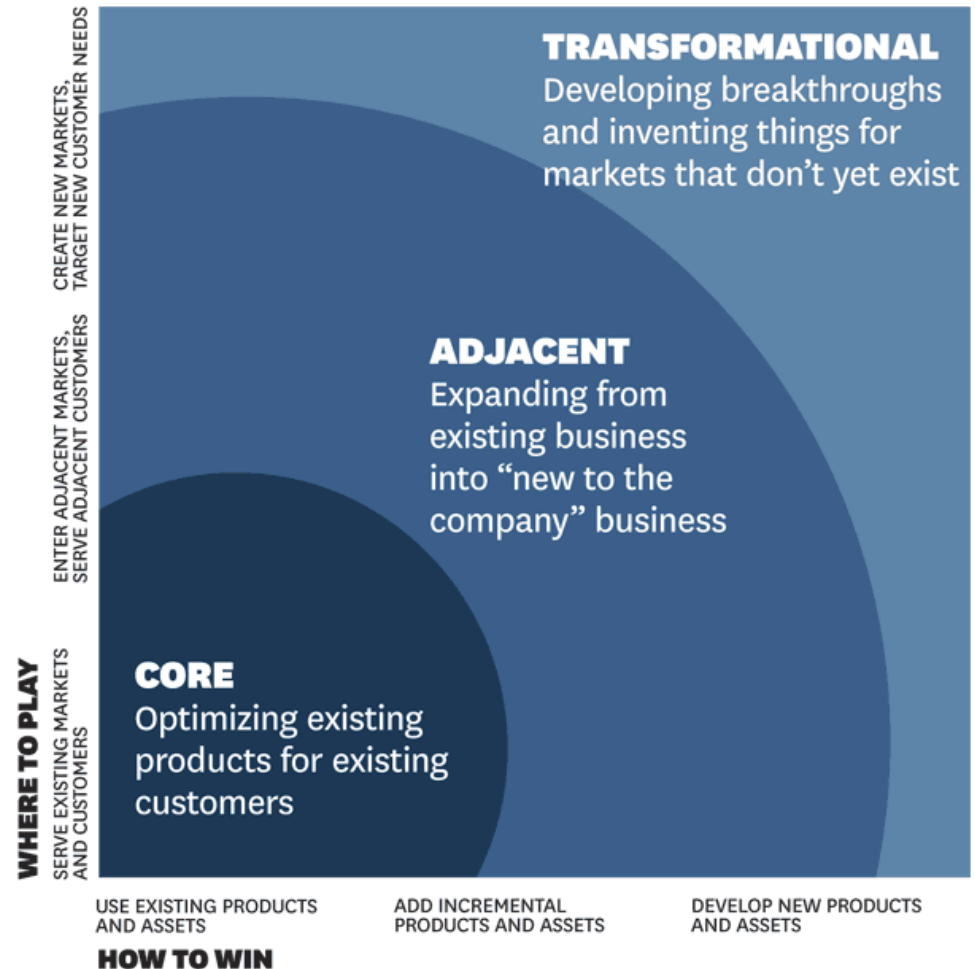 TRANSFORMATIONAL
Developing breakthroughs
and inventing things for
markets that don’t yet exist
ADJACENT
Expanding from
existing business
into “new to the
company” business
CORE
Optimizing existing
products for existing
customers
WHERE TO PLAY
CREATE NEW MARKETS,
TARGET NEW CUSTOMER NEEDS
ENTER ADJACENT MARKETS,
SERVE ADJACENT CUSTOMERS
SERVE EXISTING MARKETS
AND CUSTOMERS
USE EXISTING PRODUCTS
AND ASSETS
ADD INCREMENTAL
PRODUCTS AND ASSETS
DEVELOP NEW PRODUCTS
AND ASSETS
HOW TO WIN